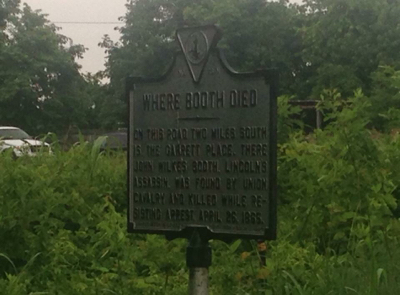 WHERE BOOTH DIED
ON THIS ROAD TWO MILES SOUTH
IS THE GARRETT PLACE. THERE
JOHN WILKES BOOTH, LINCOLN'S
ASSASSIN, WAS FOUND BY UNION
CAVALRY AND KILLED WHILE RE-
SISTING ARREST APRIL 26, 1865.